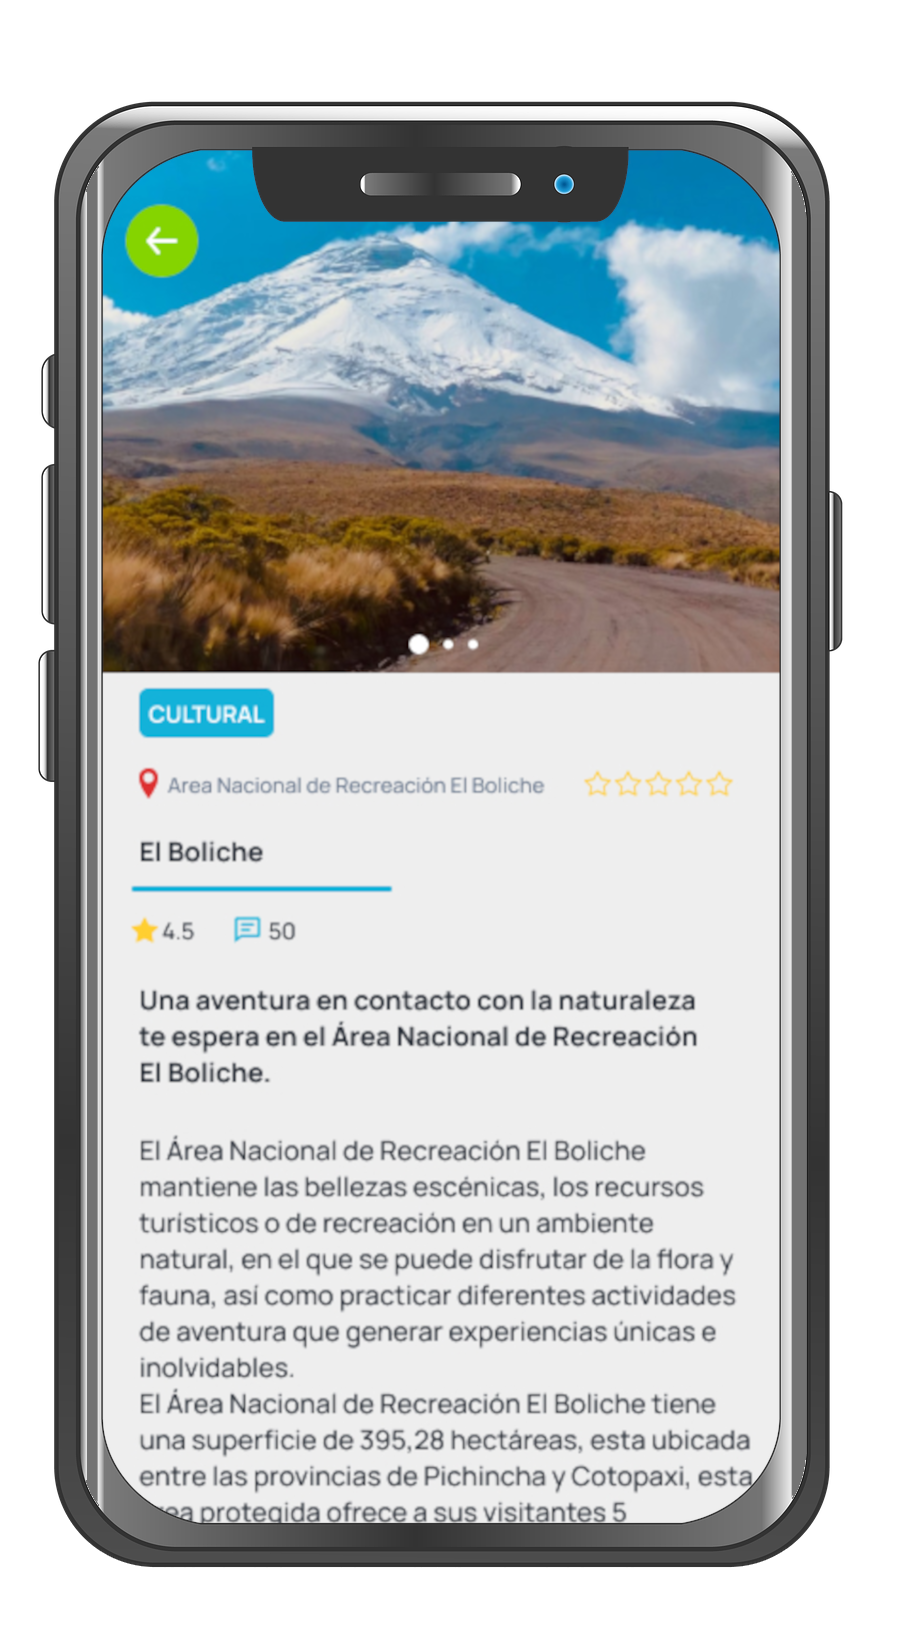 CULTURAL
Area Nacional de Recreación El Boliche
El Boliche
4.5 50
Una aventura en contacto con la naturaleza
te espera en el Área Nacional de Recreación
El Boliche.
El Área Nacional de Recreación El Boliche
mantiene las bellezas escénicas, los recursos
turísticos o de recreación en un ambiente
natural, en el que se puede disfrutar de la flora y
fauna, así como practicar diferentes actividades
de aventura que generar experiencias únicas e
inolvidables.
El Área Nacional de Recreación El Boliche tiene
una superficie de 395,28 hectáreas, esta ubicada
entre las provincias de Pichincha y Cotopaxi, esta
protegida ofrece a sus visitantes 5